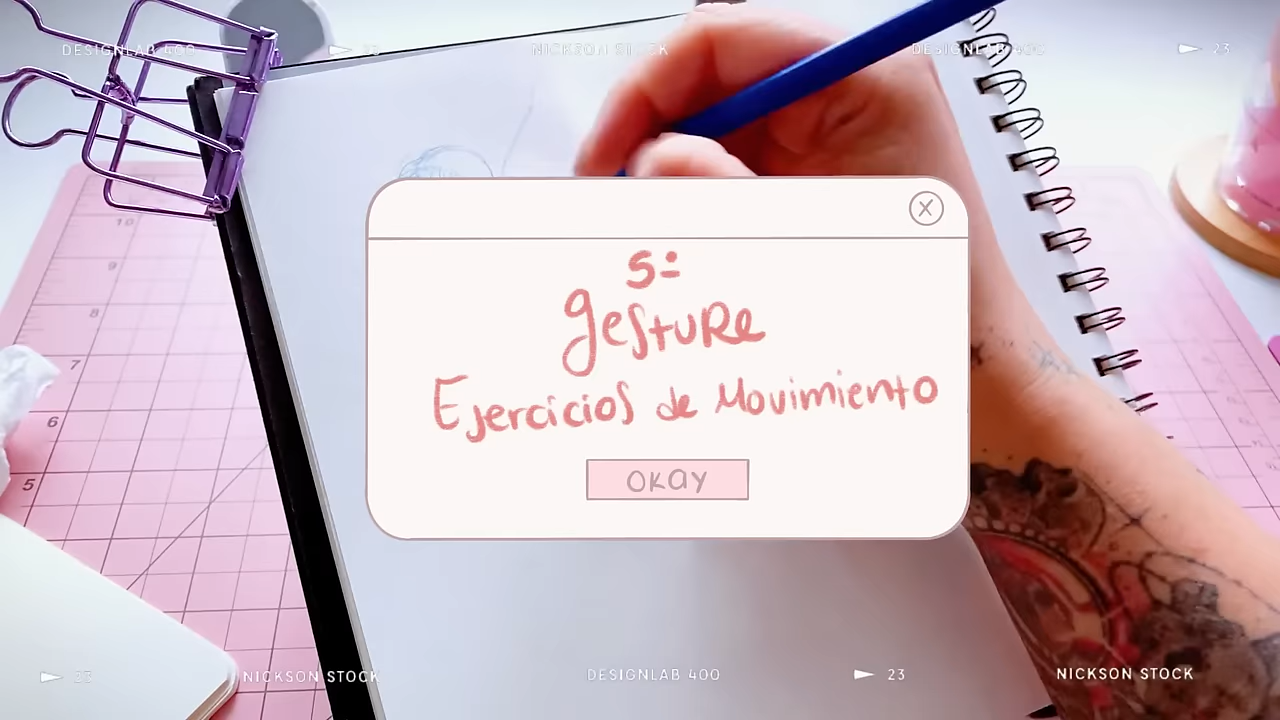 DESIGNLAB 400 22 NICKSON STOCK DESIGNLAB 400 23
5:
gesture
Ejercicios de Movimiento
OKAY
NICKSON STOCK DESIGNLAB 400 23 NICKSON STOCK